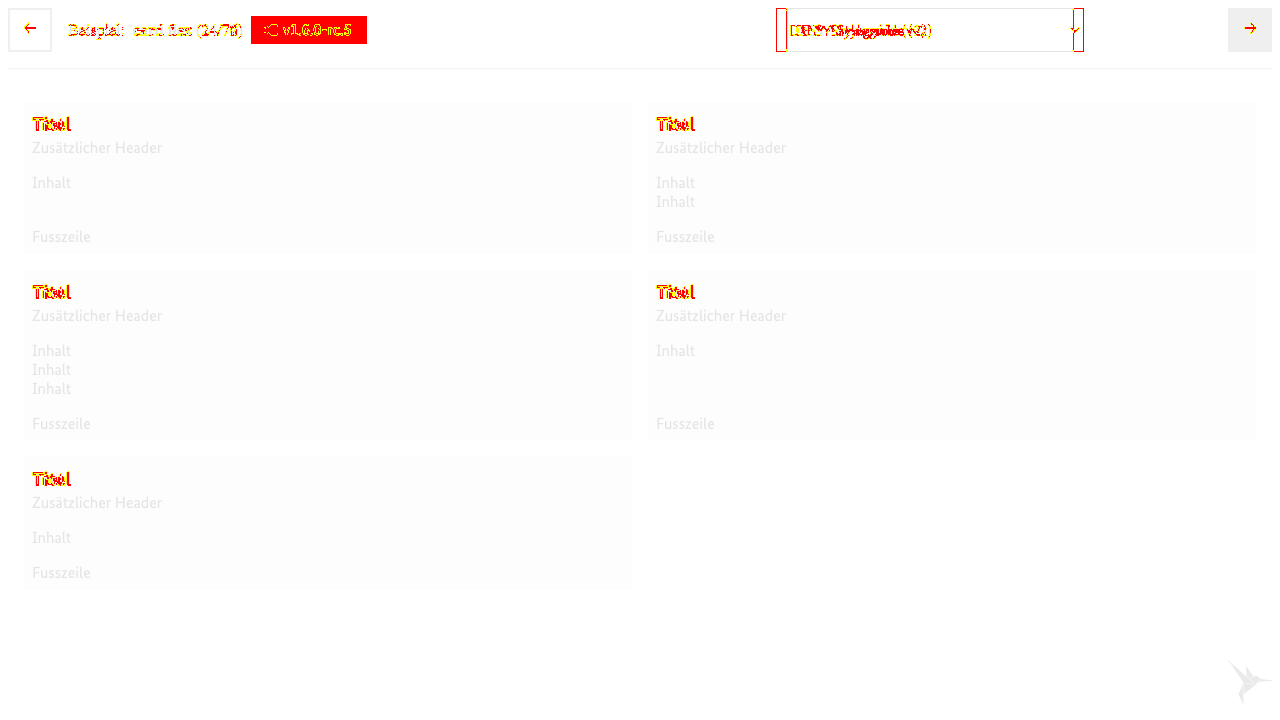 Beispiel: card flex (24/76)
v1.6.0-rc.5
Titel
Zusätzlicher Header
Inhalt
Fusszeile
Titel
Zusätzlicher Header
Inhalt
Inhalt
Fusszeile
Titel
Zusätzlicher Header
Inhalt
Inhalt
Inhalt
Fusszeile
Titel
Zusätzlicher Header
Inhalt
Fusszeile
Titel
Zusätzlicher Header
Inhalt
Fusszeile